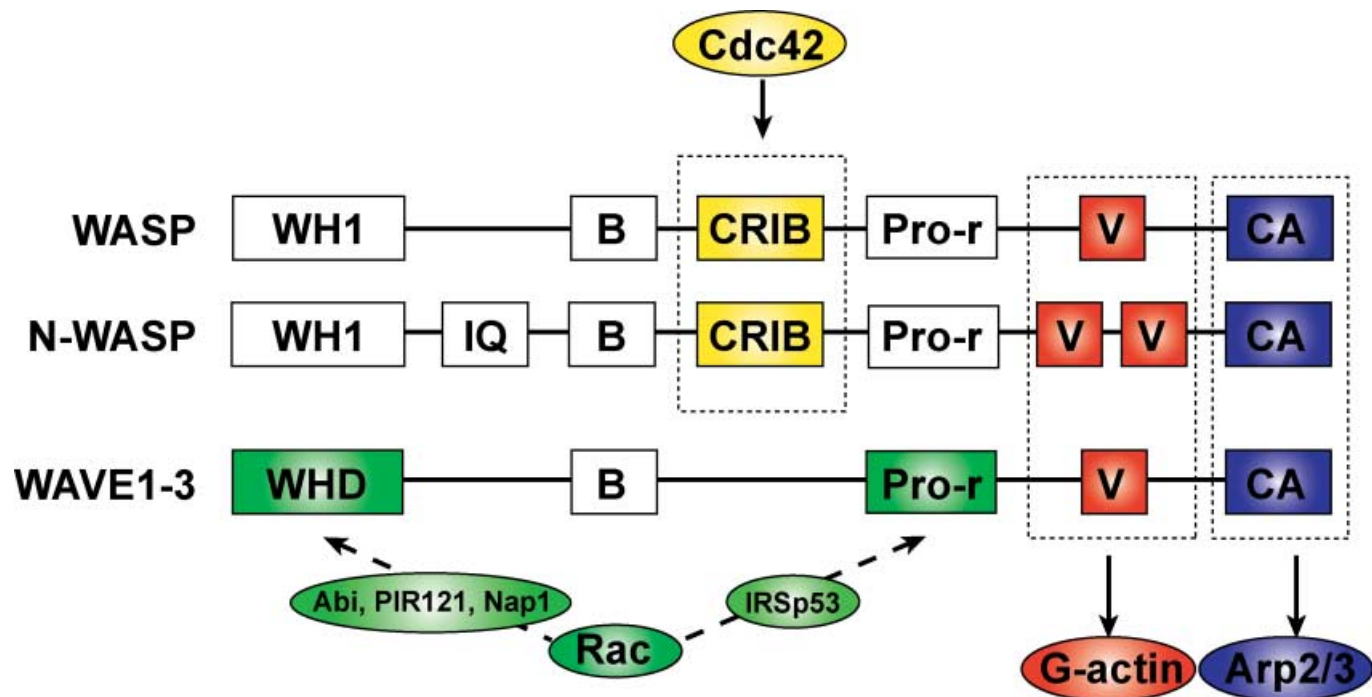 Cdc42
WASP WH1 B CRIB Pro-r V CA
N-WASP WH1 IQ B CRIB Pro-r V V CA
WAVE1-3 WHD B Pro-r V CA
Abi, PIR121, Nap1 IRSp53
Rac G-actin Arp2/3